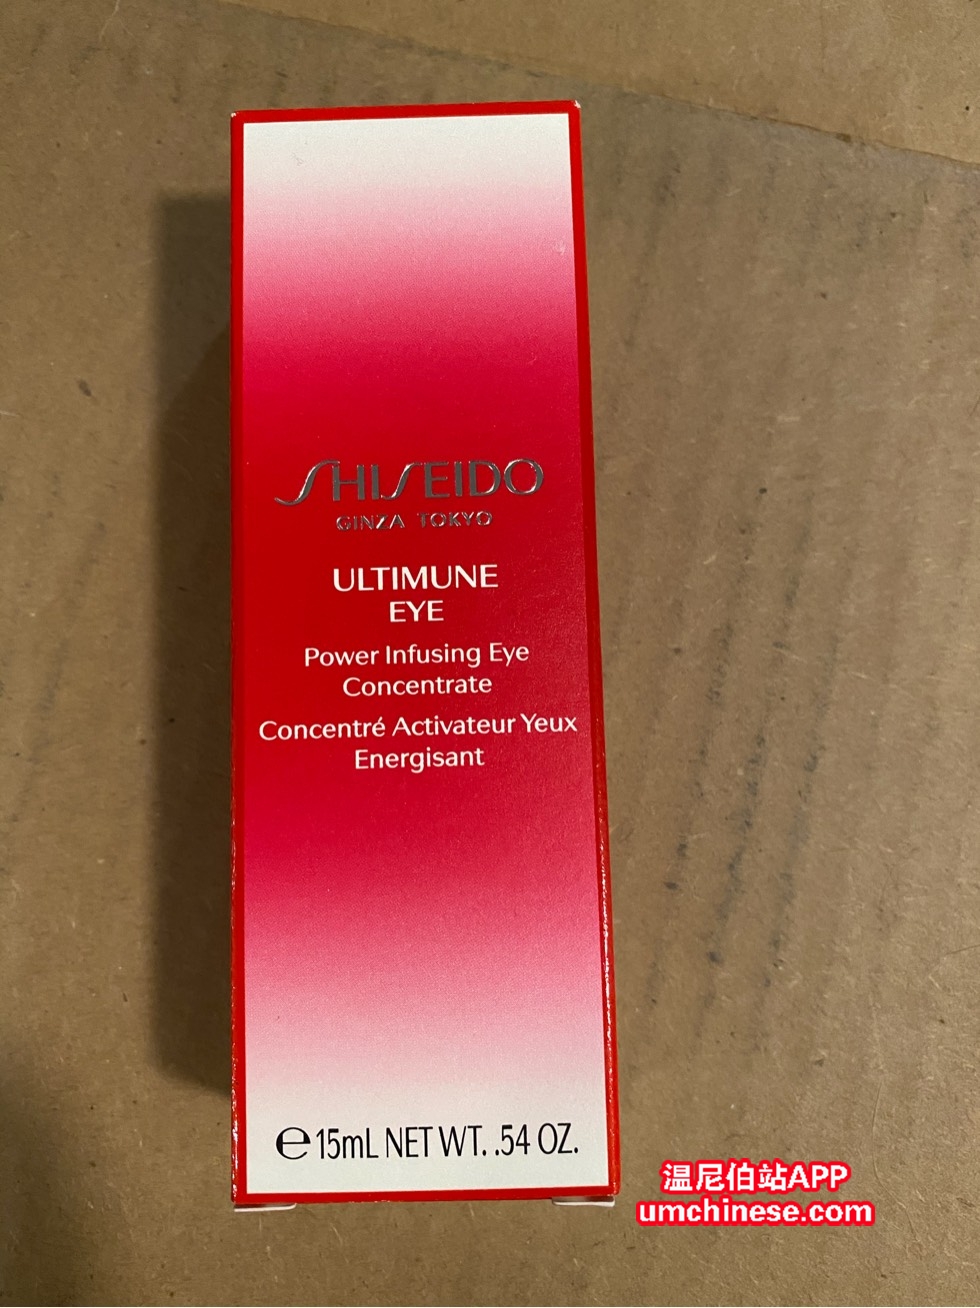 SHISEIDO
GINZA TOKYO
ULTIMUNE
EYE
Power Infusing Eye
Concentrate
Concentré Activateur Yeux
Energisant
℮ 15mL NET WT. .54 OZ.
温尼伯站APP
umchinese.com